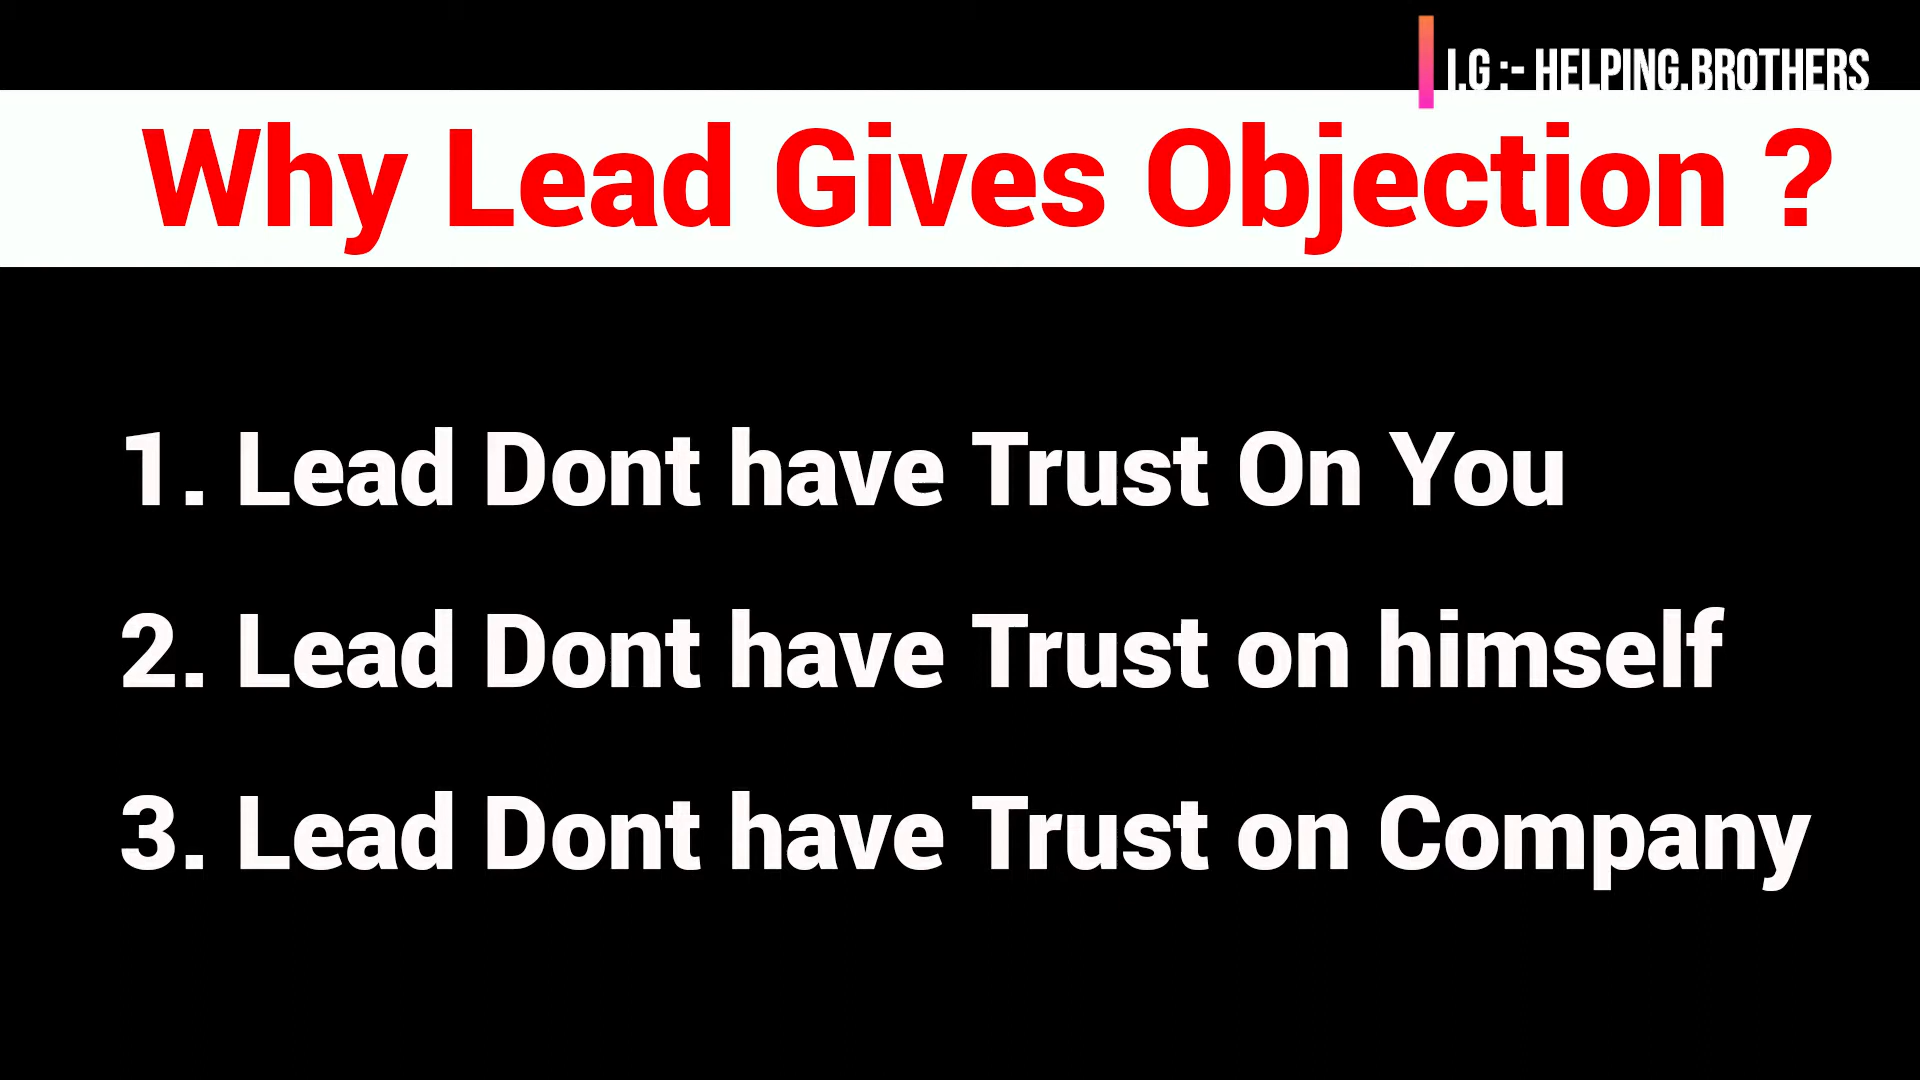 I.G :- HELPING.BROTHERS
Why Lead Gives Objection ?
1. Lead Dont have Trust On You
2. Lead Dont have Trust on himself
3. Lead Dont have Trust on Company